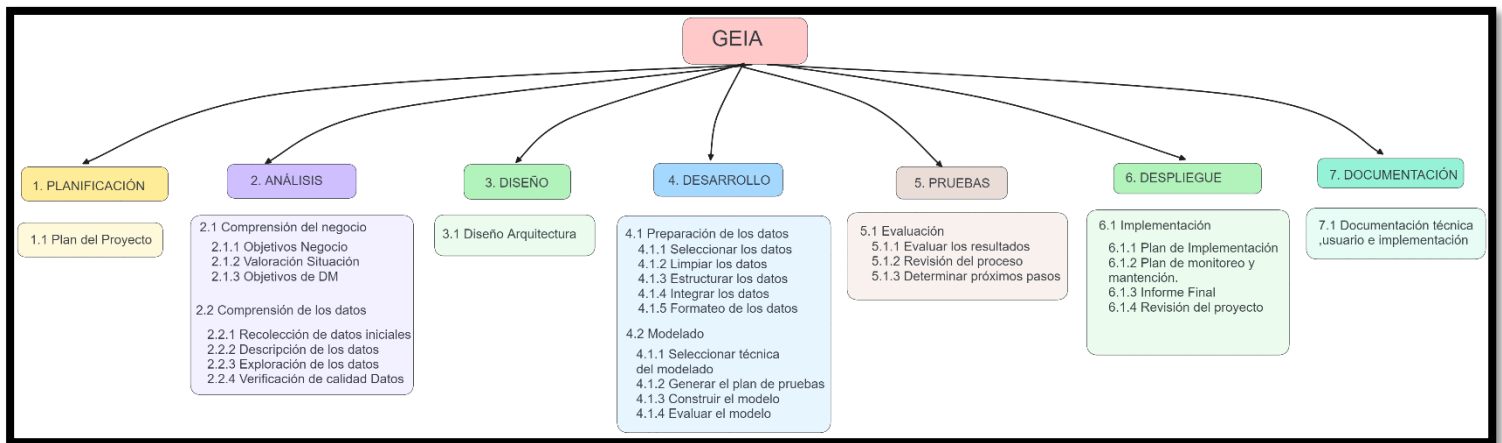 GEIA
1. PLANIFICACIÓN
1.1 Plan del Proyecto
2. ANÁLISIS
2.1 Comprensión del negocio
2.1.1 Objetivos Negocio
2.1.2 Valoración Situación
2.1.3 Objetivos de DM
2.2 Comprensión de los datos
2.2.1 Recolección de datos iniciales
2.2.2 Descripción de los datos
2.2.3 Exploración de los datos
2.2.4 Verificación de calidad Datos
3. DISEÑO
3.1 Diseño Arquitectura
4. DESARROLLO
4.1 Preparación de los datos
4.1.1 Seleccionar los datos
4.1.2 Limpiar los datos
4.1.3 Estructurar los datos
4.1.4 Integrar los datos
4.1.5 Formateo de los datos
4.2 Modelado
4.1.1 Seleccionar técnica
del modelado
4.1.2 Generar el plan de pruebas
4.1.3 Construir el modelo
4.1.4 Evaluar el modelo
5. PRUEBAS
5.1 Evaluación
5.1.1 Evaluar los resultados
5.1.2 Revisión del proceso
5.1.3 Determinar próximos pasos
6. DESPLIEGUE
6.1 Implementación
6.1.1 Plan de Implementación
6.1.2 Plan de monitoreo y
mantención.
6.1.3 Informe Final
6.1.4 Revisión del proyecto
7. DOCUMENTACIÓN
7.1 Documentación técnica
,usuario e implementación